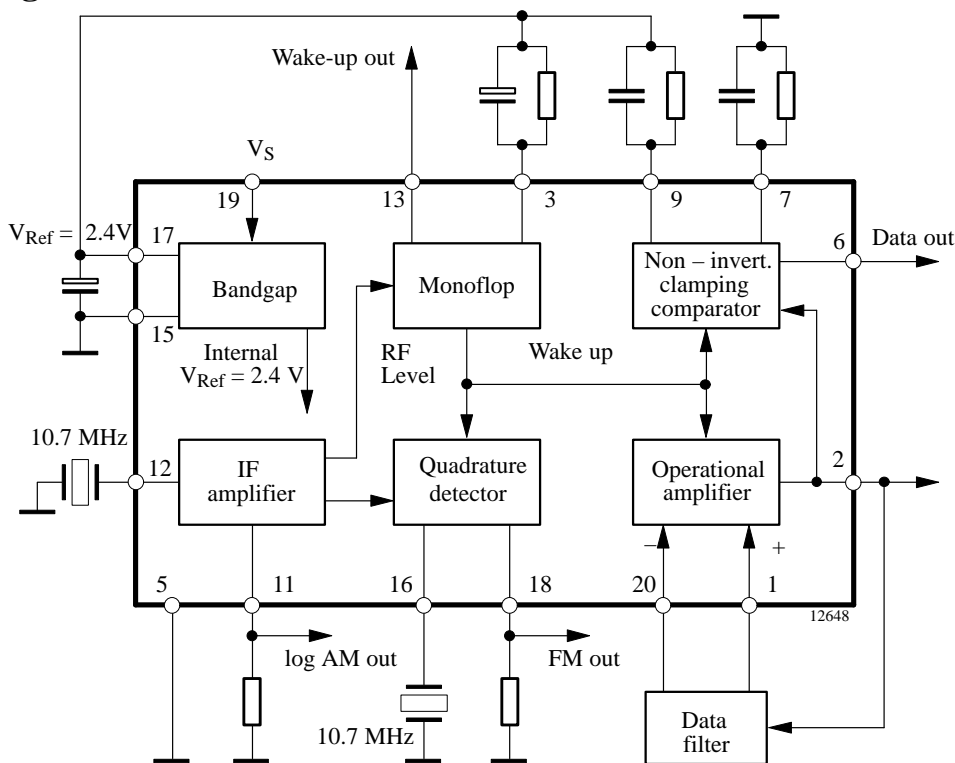 Wake-up out
V_S
19
13
3
9
7
V_Ref = 2.4V
17
6
Data out
Bandgap
Monoflop
Non – invert.
clamping
comparator
15
Internal
V_Ref = 2.4 V
RF
Level
Wake up
10.7 MHz
12
IF
amplifier
Quadrature
detector
Operational
amplifier
2
–
+
5
11
16
18
20
1
12648
log AM out
FM out
10.7 MHz
Data
filter